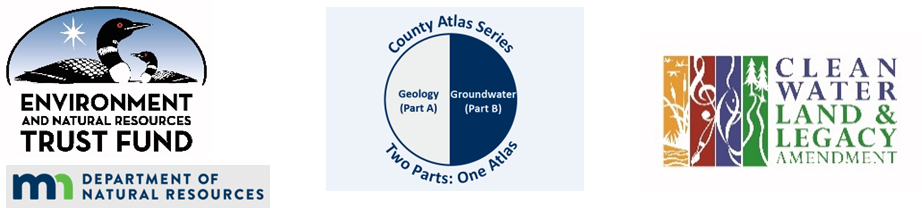 ENVIRONMENT
AND NATURAL RESOURCES
TRUST FUND
mn DEPARTMENT OF
NATURAL RESOURCES
County Atlas Series
Geology
(Part A)
Groundwater
(Part B)
Two Parts: One Atlas
CLEAN
WATER
LAND &
LEGACY
AMENDMENT